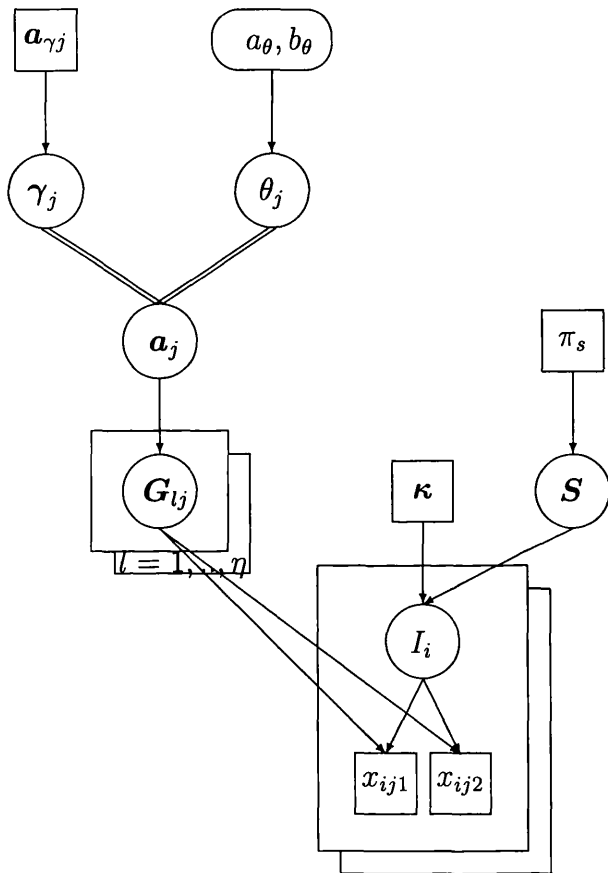 a_{γj}
a_θ, b_θ
γ_j
θ_j
a_j
π_s
G_{lj}
κ
S
l = 1, ..., η
I_i
x_{ij1}
x_{ij2}